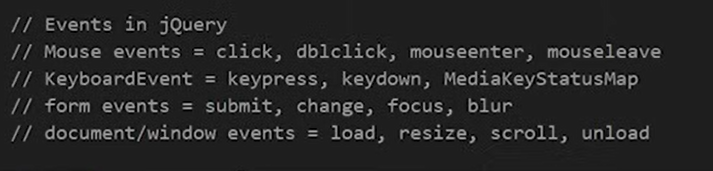 // Events in jQuery
// Mouse events = click, dblclick, mouseenter, mouseleave
// KeyboardEvent = keypress, keydown, MediaKeyStatusMap
// form events = submit, change, focus, blur
// document/window events = load, resize, scroll, unload